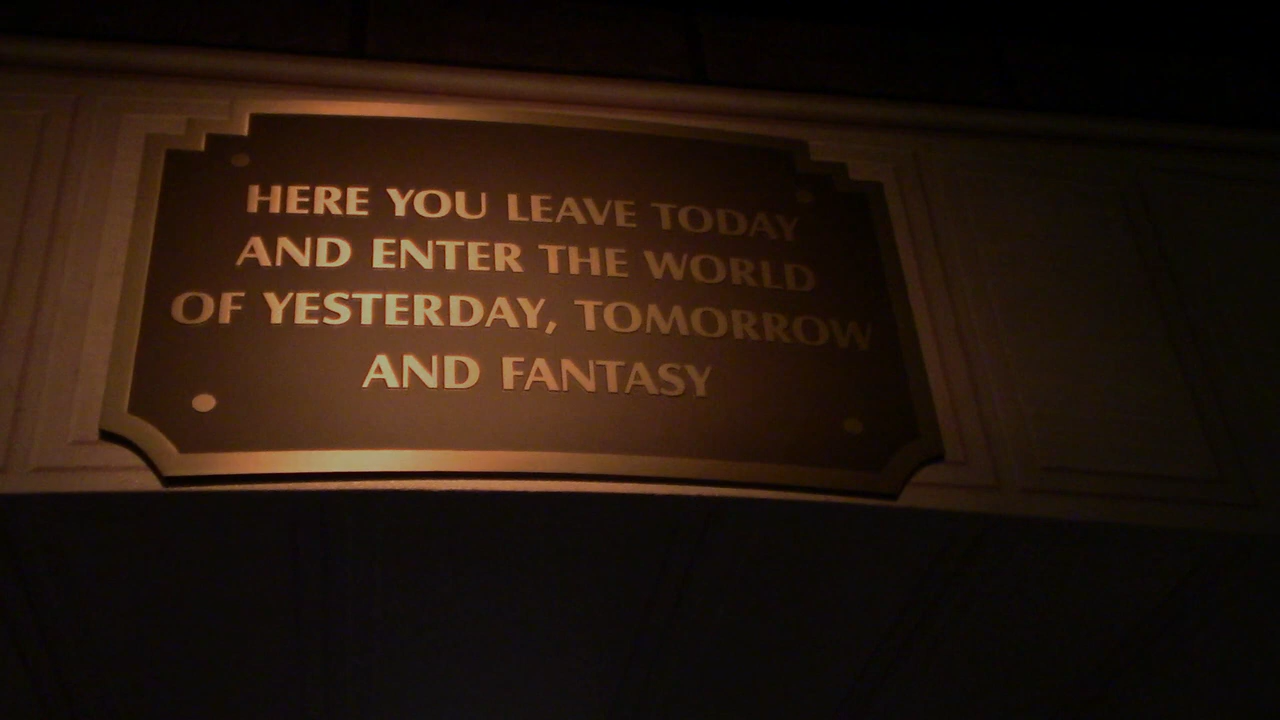 HERE YOU LEAVE TODAY
AND ENTER THE WORLD
OF YESTERDAY, TOMORROW
AND FANTASY